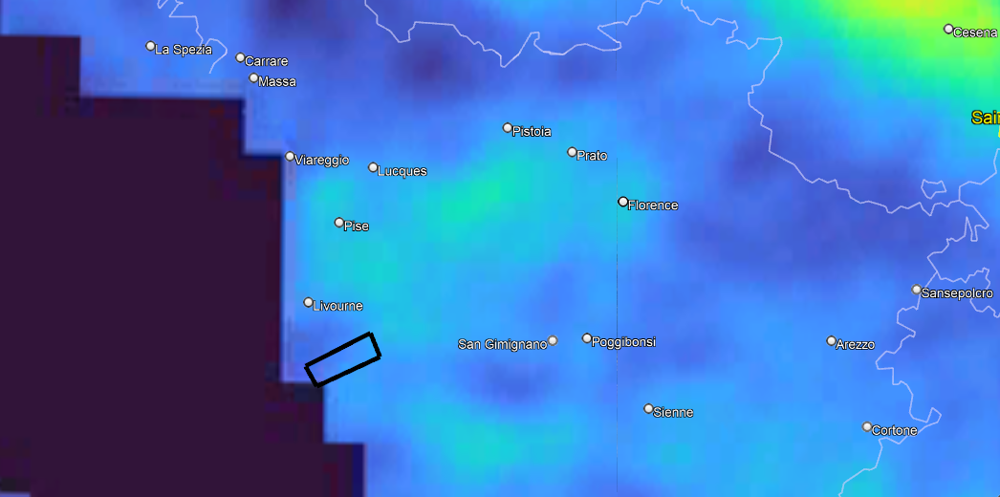 Cesena
La Spezia
Carrare
Massa
Sair
Pistoia
Prato
Viareggio
Lucques
Florence
Pise
Sansepolcro
Livourne
San Gimignano
Poggibonsi
Arezzo
Sienne
Cortone